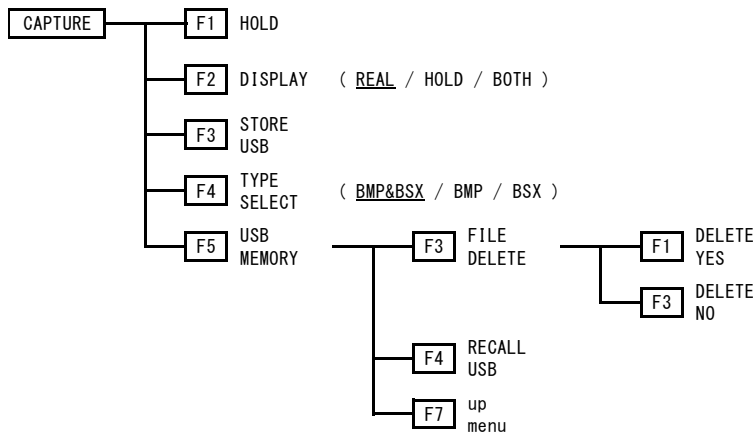 CAPTURE F1 HOLD
F2 DISPLAY ( REAL / HOLD / BOTH )
F3 STORE
USB
F4 TYPE
SELECT ( BMP&BSX / BMP / BSX )
F5 USB
MEMORY
F3 FILE
DELETE
F1 DELETE
YES
F3 DELETE
NO
F4 RECALL
USB
F7 up
menu